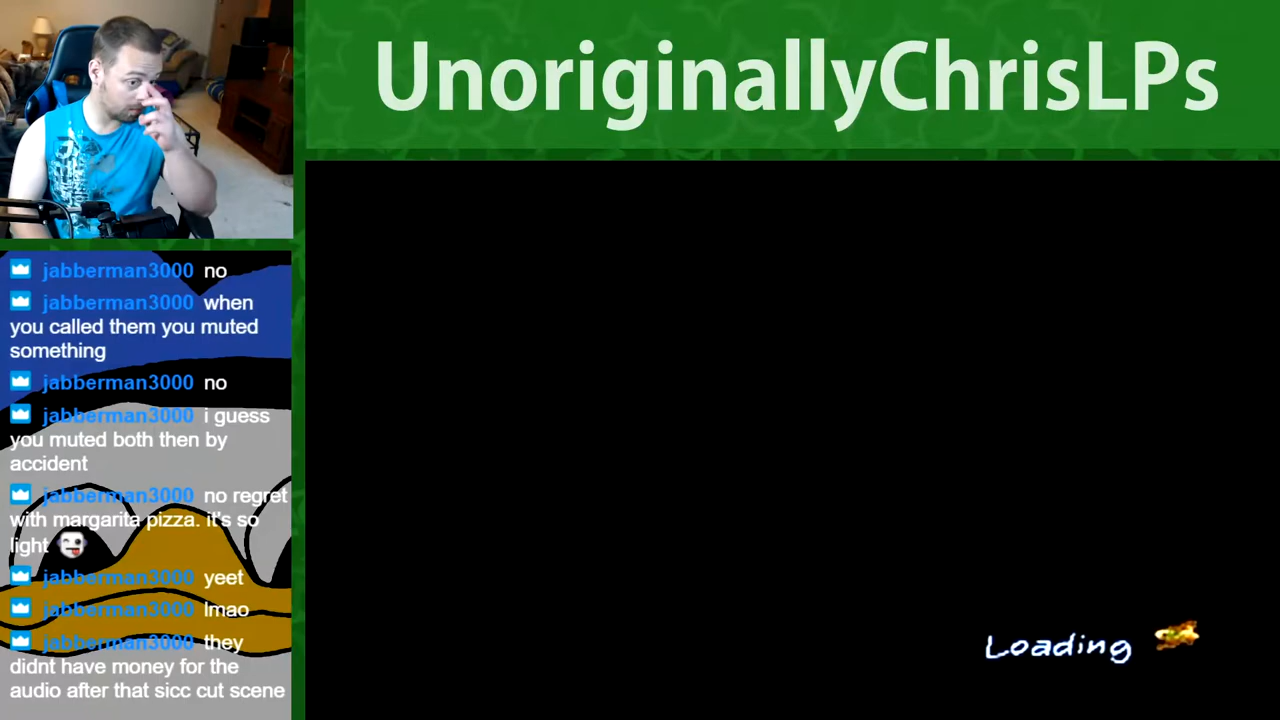 UnoriginallyChrisLPs
jabberman3000 no
jabberman3000 when
you called them you muted
something
jabberman3000 no
jabberman3000 i guess
you muted both then by
accident
jabberman3000 no regret
with margarita pizza. it's so
light
jabberman3000 yeet
jabberman3000 lmao
jabberman3000 they
didnt have money for the
audio after that sicc cut scene
Loading